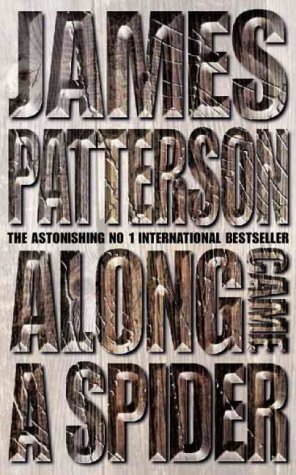 JAMES
PATTERSON
THE ASTONISHING NO 1 INTERNATIONAL BESTSELLER
ALONG
CAME
A SPIDER